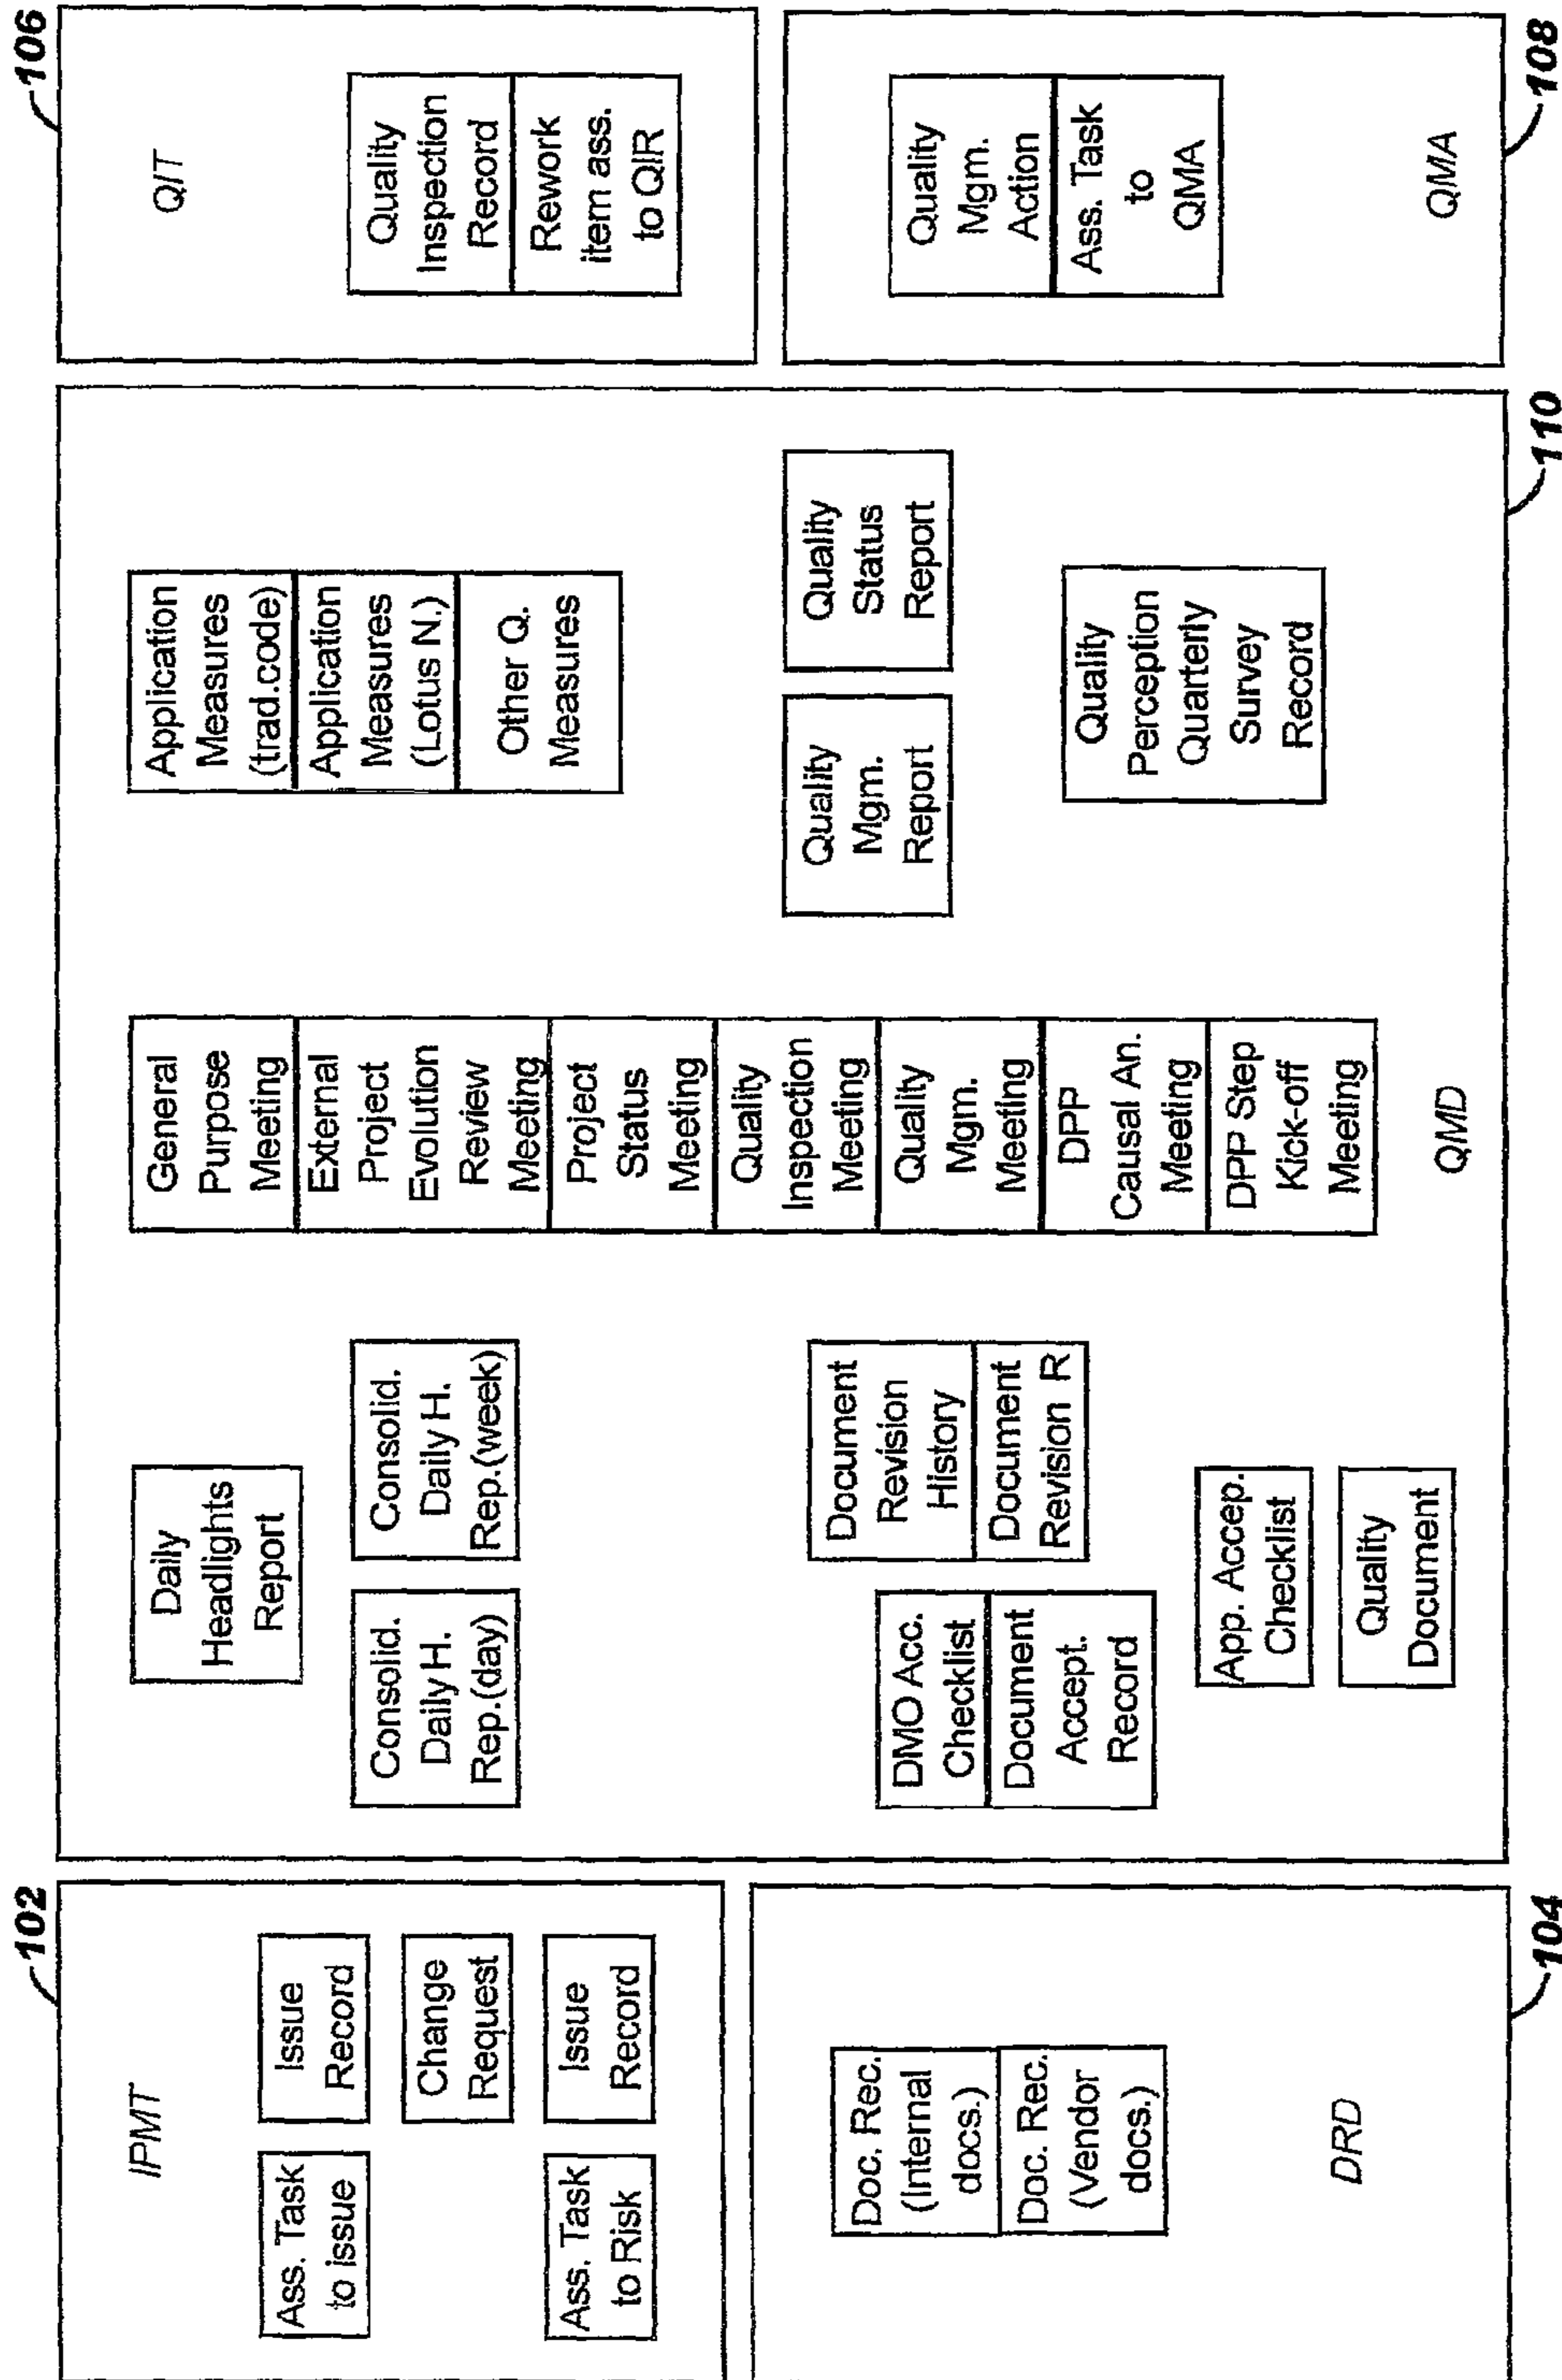 102
IPMT
Ass. Task
to issue
Issue
Record
Change
Request
Ass. Task
to Risk
Issue
Record
104
Doc. Rec.
(Internal
docs.)
Doc. Rec.
(Vendor
docs.)
DRD
Daily
Headlights
Report
Consolid.
Daily H.
Rep.(day)
Consolid.
Daily H.
Rep.(week)
DMO Acc.
Checklist
Document
Accept.
Record
Document
Revision
History
Document
Revision R
App. Accep.
Checklist
Quality
Document
General
Purpose
Meeting
External
Project
Evolution
Review
Meeting
Project
Status
Meeting
Quality
Inspection
Meeting
Quality
Mgm.
Meeting
DPP
Causal An.
Meeting
DPP Step
Kick-off
Meeting
QMD
Application
Measures
(trad.code)
Application
Measures
(Lotus N.)
Other Q.
Measures
Quality
Mgm.
Report
Quality
Status
Report
Quality
Perception
Quarterly
Survey
Record
110
106
QIT
Quality
Inspection
Record
Rework
item ass.
to QIR
Quality
Mgm.
Action
Ass. Task
to
QMA
QMA
108